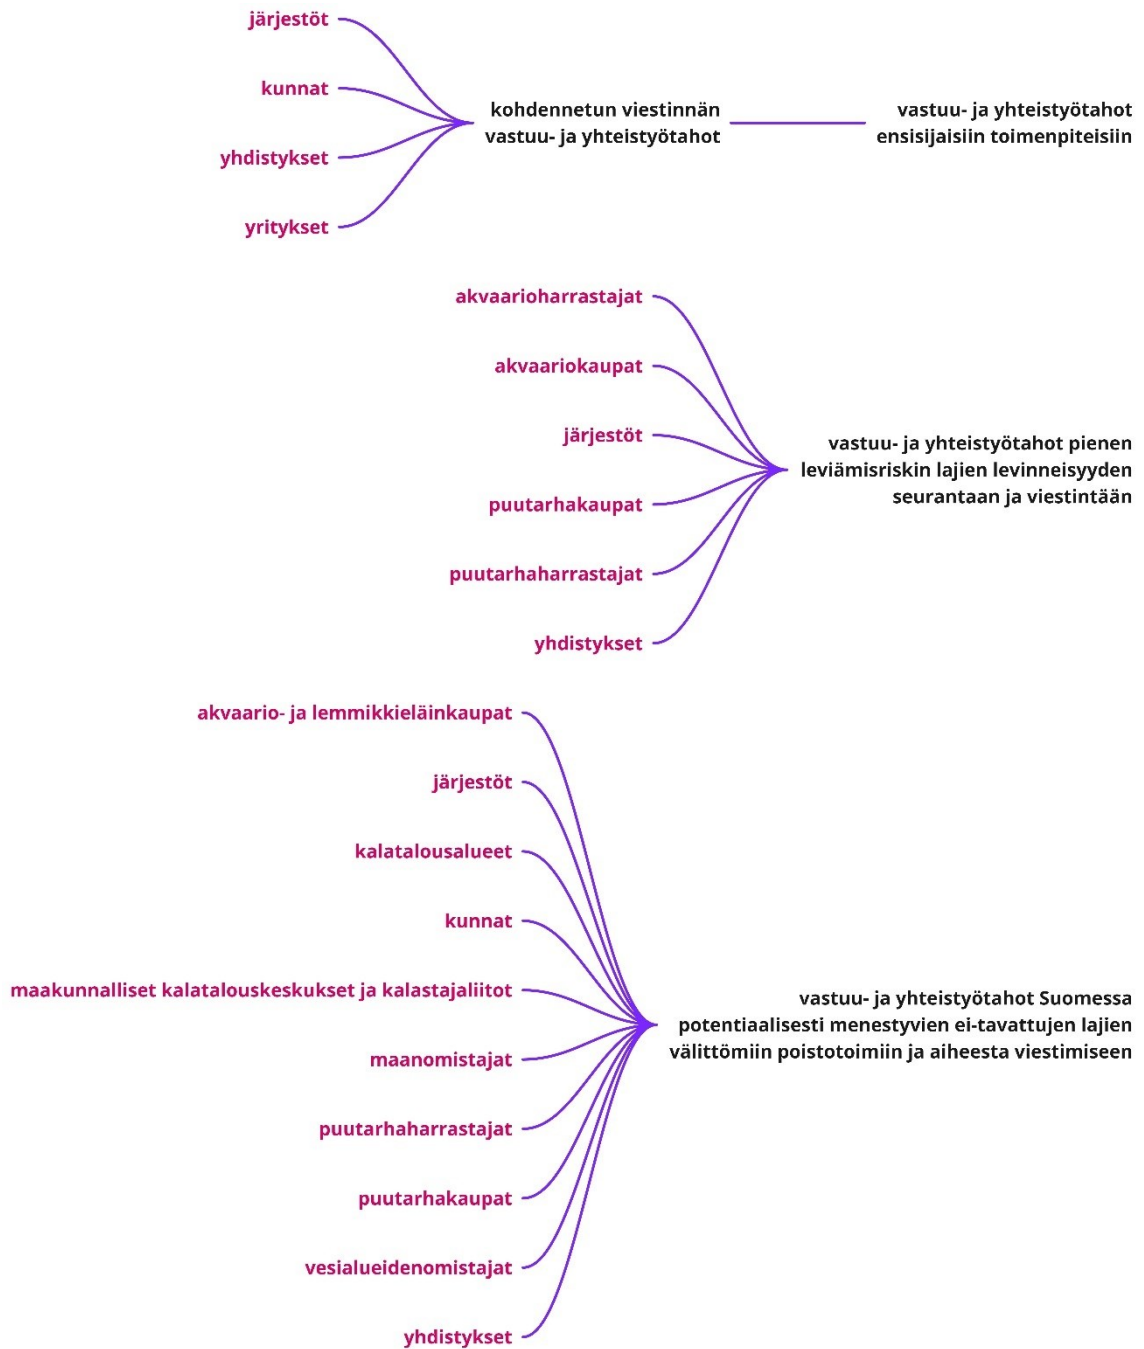 järjestöt
kunnat
yhdistykset
yritykset
kohdennetun viestinnän
vastuu- ja yhteistyötahot
vastuu- ja yhteistyötahot
ensisijaisiin toimenpiteisiin
akvaarioharrastajat
akvaariokaupat
järjestöt
puutarhakaupat
puutarhaharrastajat
yhdistykset
vastuu- ja yhteistyötahot pienen
leviämisriskin lajien levinneisyyden
seurantaan ja viestintään
akvaario- ja lemmikkieläinkaupat
järjestöt
kalatalousalueet
kunnat
maakunnalliset kalatalouskeskukset ja kalastajaliitot
maanomistajat
puutarhaharrastajat
puutarhakaupat
vesialueidenomistajat
yhdistykset
vastuu- ja yhteistyötahot Suomessa
potentiaalisesti menestyvien ei-tavattujen lajien
välittömiin poistotoimiin ja aiheesta viestimiseen